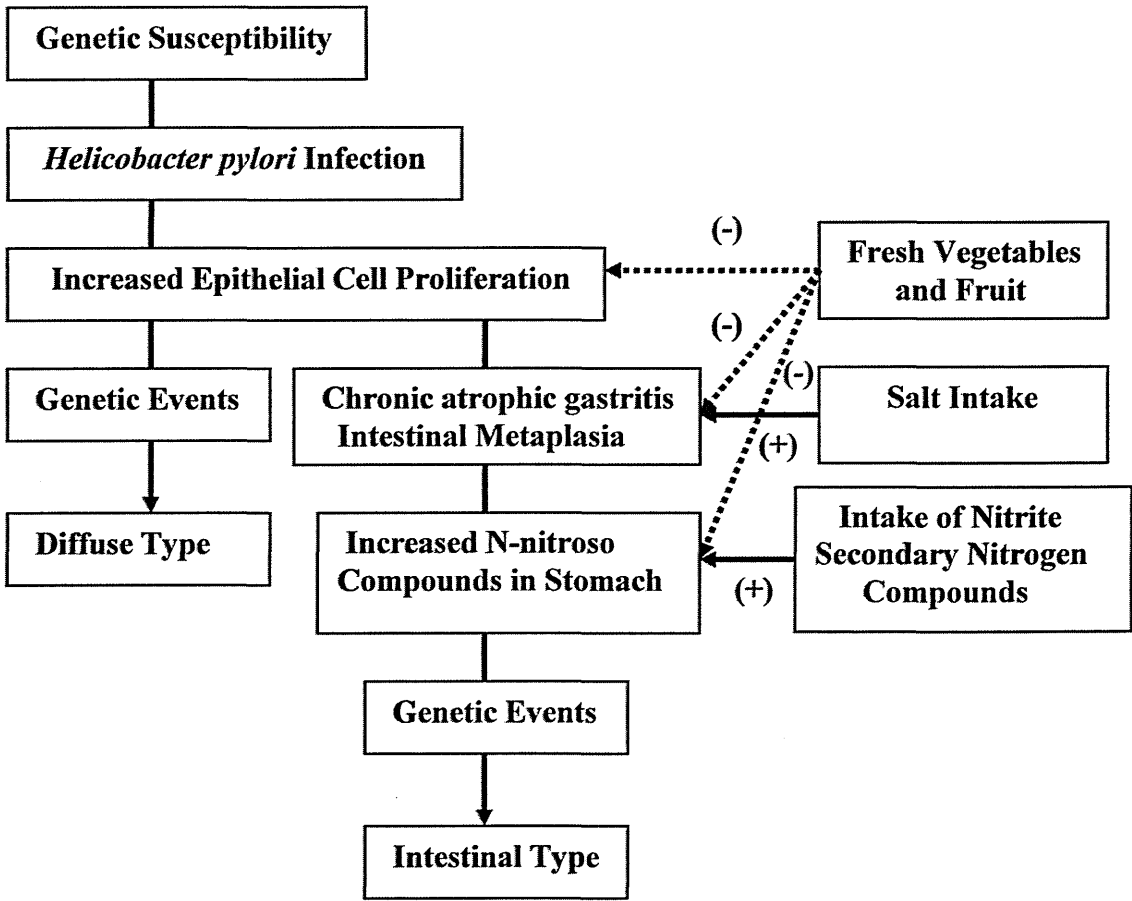 Genetic Susceptibility
Helicobacter pylori Infection
Increased Epithelial Cell Proliferation
(-)
Fresh Vegetables
and Fruit
(-)
Genetic Events
Chronic atrophic gastritis
Intestinal Metaplasia
(-)
Salt Intake
(+)
Diffuse Type
Increased N-nitroso
Compounds in Stomach
(+)
Intake of Nitrite
Secondary Nitrogen
Compounds
Genetic Events
Intestinal Type